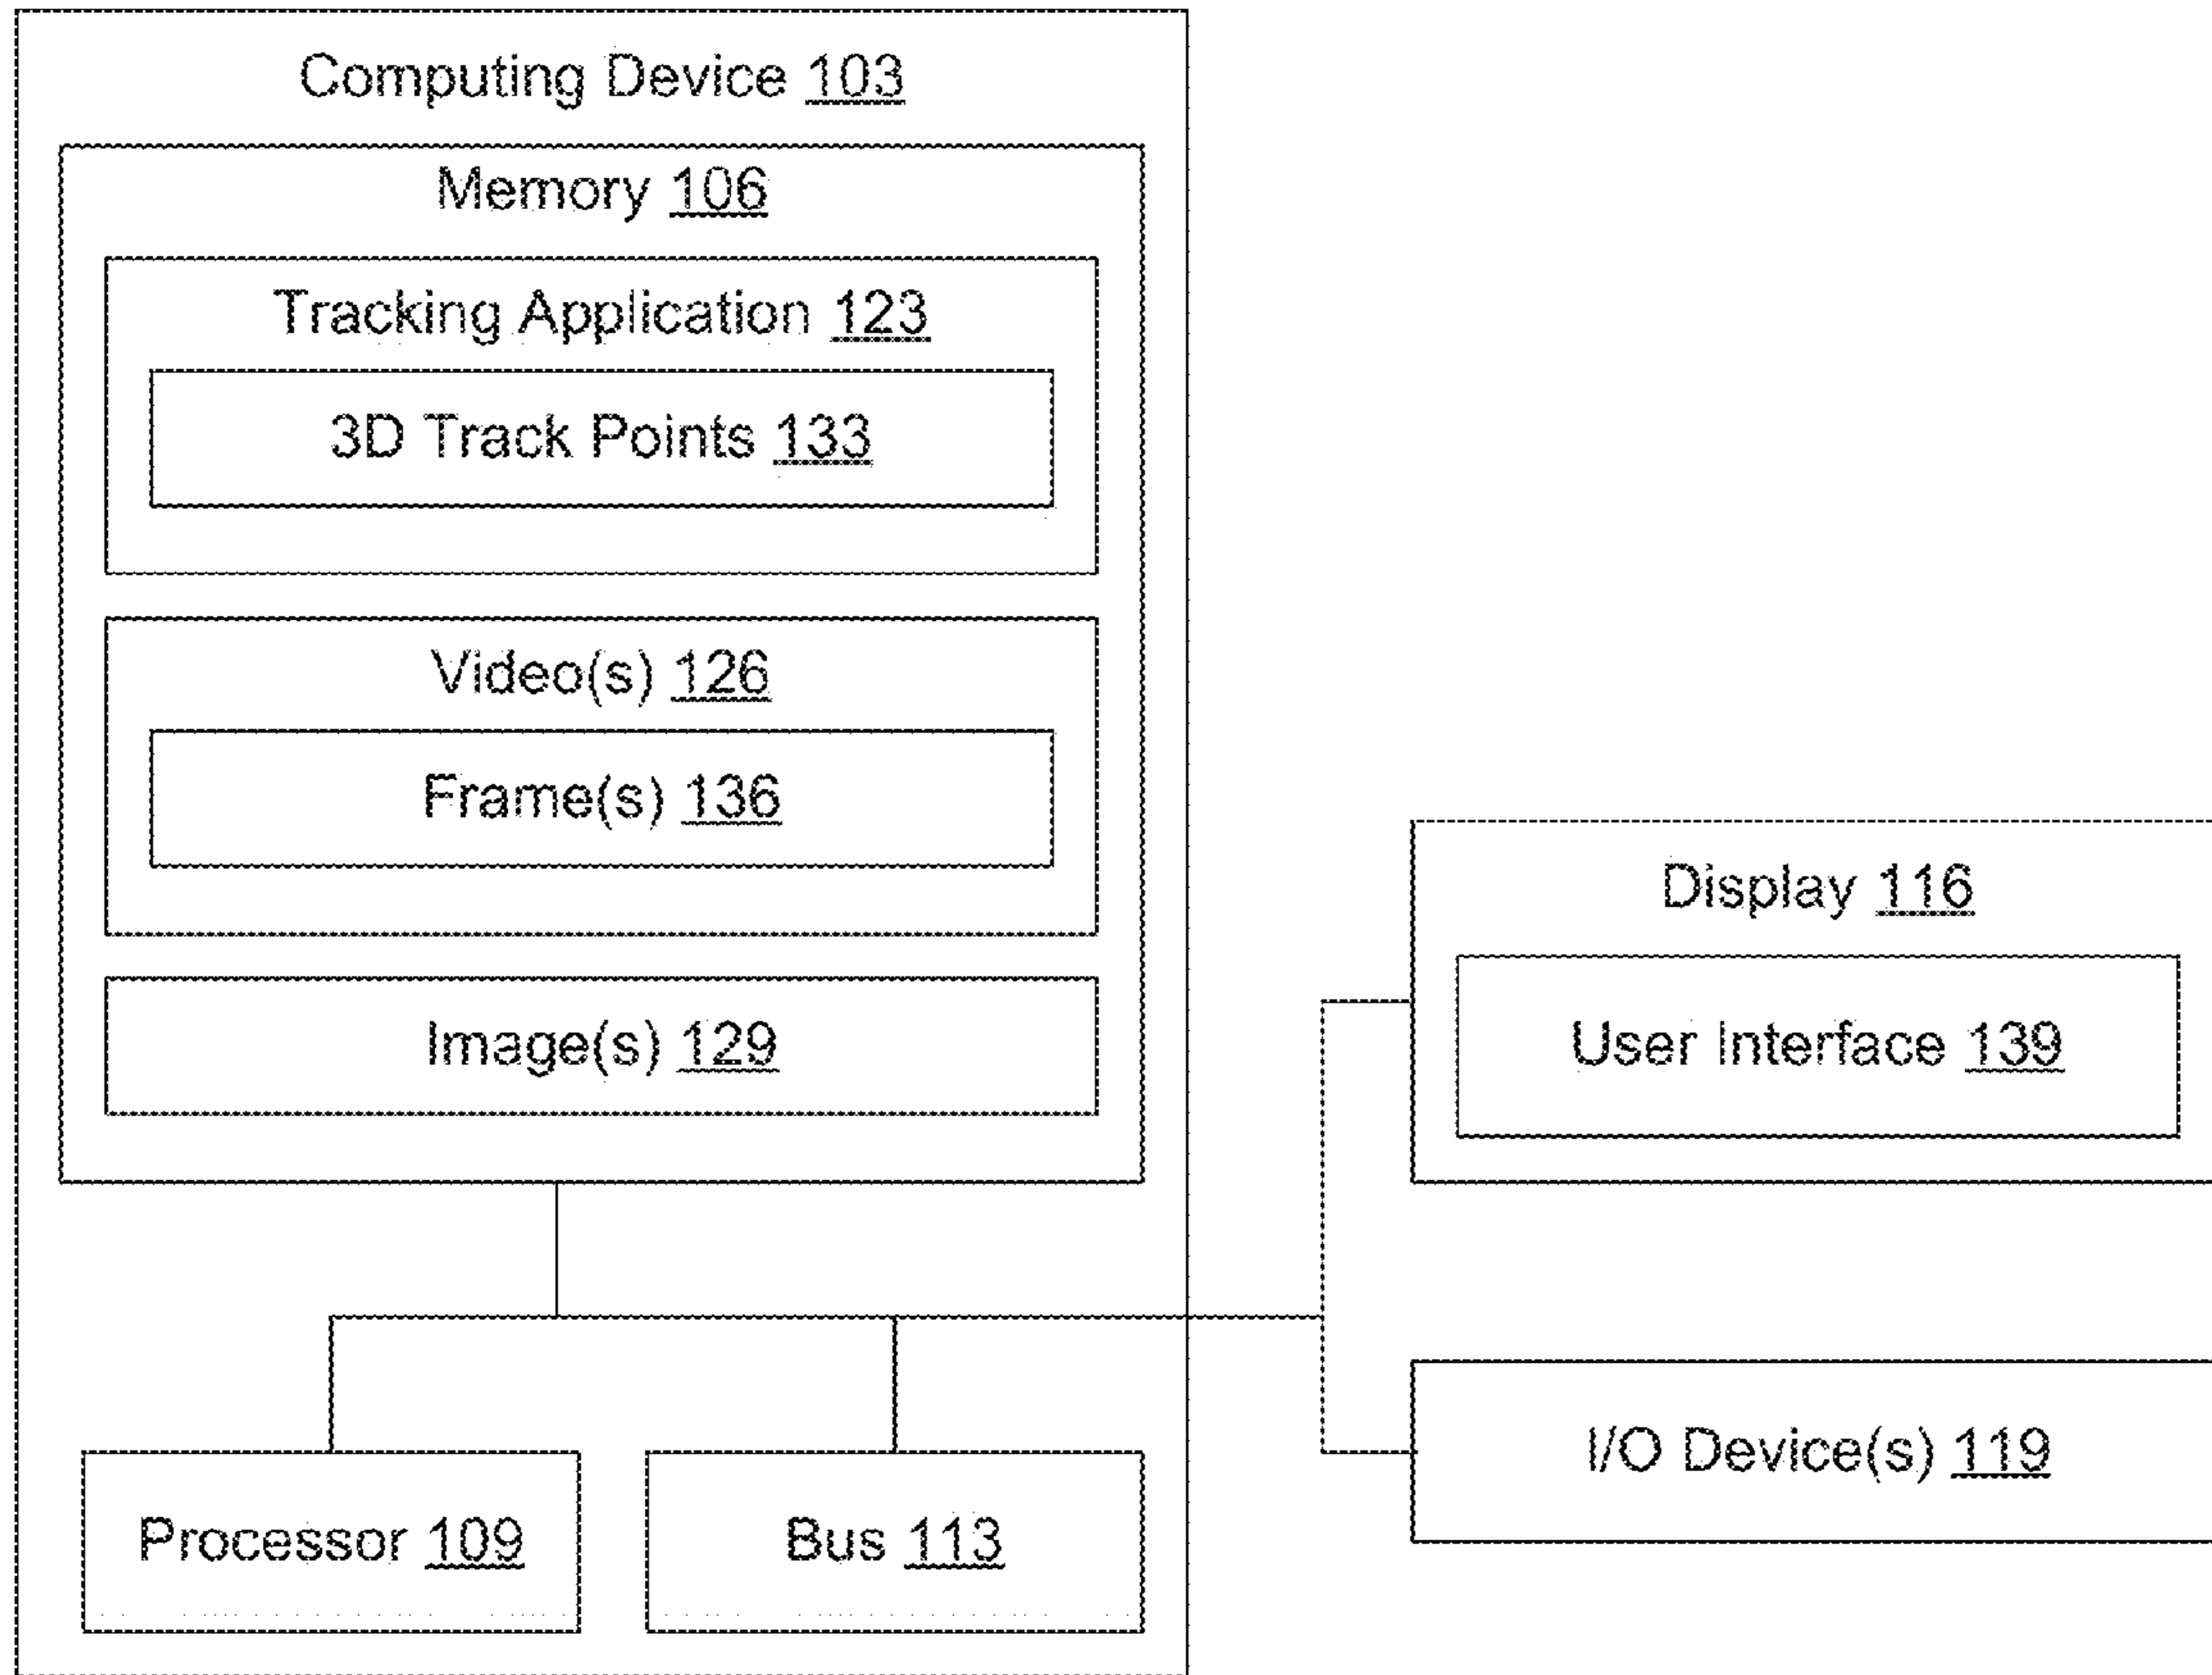 Computing Device 103
Memory 106
Tracking Application 123
3D Track Points 133
Video(s) 126
Frame(s) 136
Image(s) 129
Display 116
User Interface 139
I/O Device(s) 119
Processor 109
Bus 113